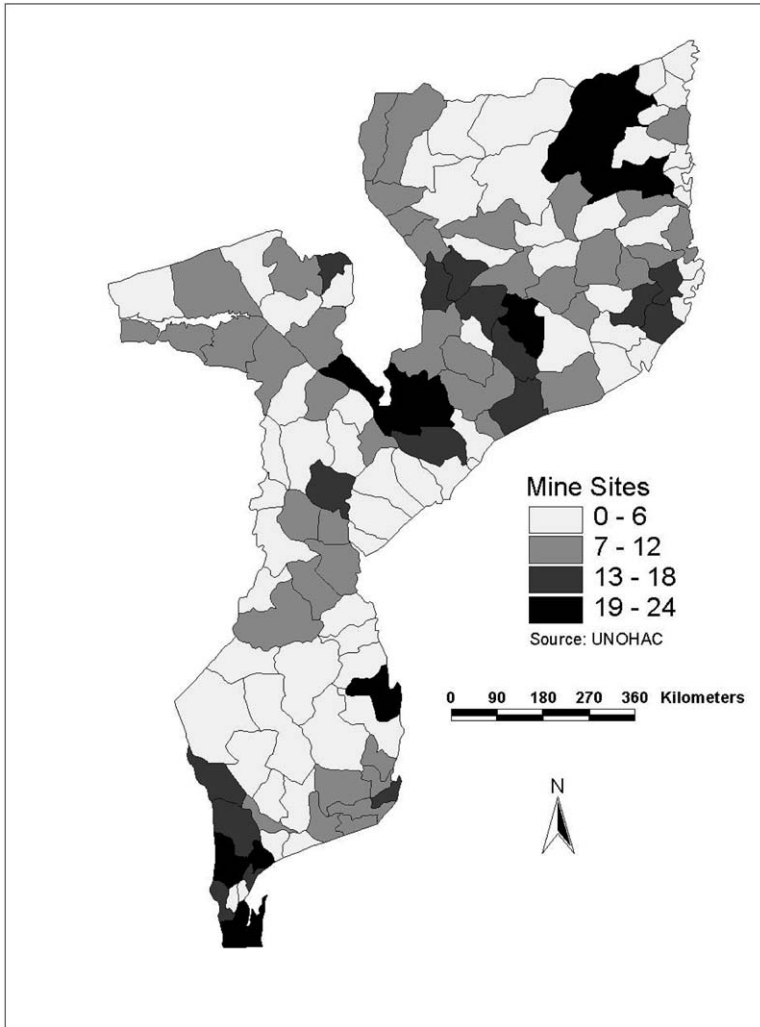 Mine Sites
0 - 6
7 - 12
13 - 18
19 - 24
Source: UNOHAC
0 90 180 270 360 Kilometers
N